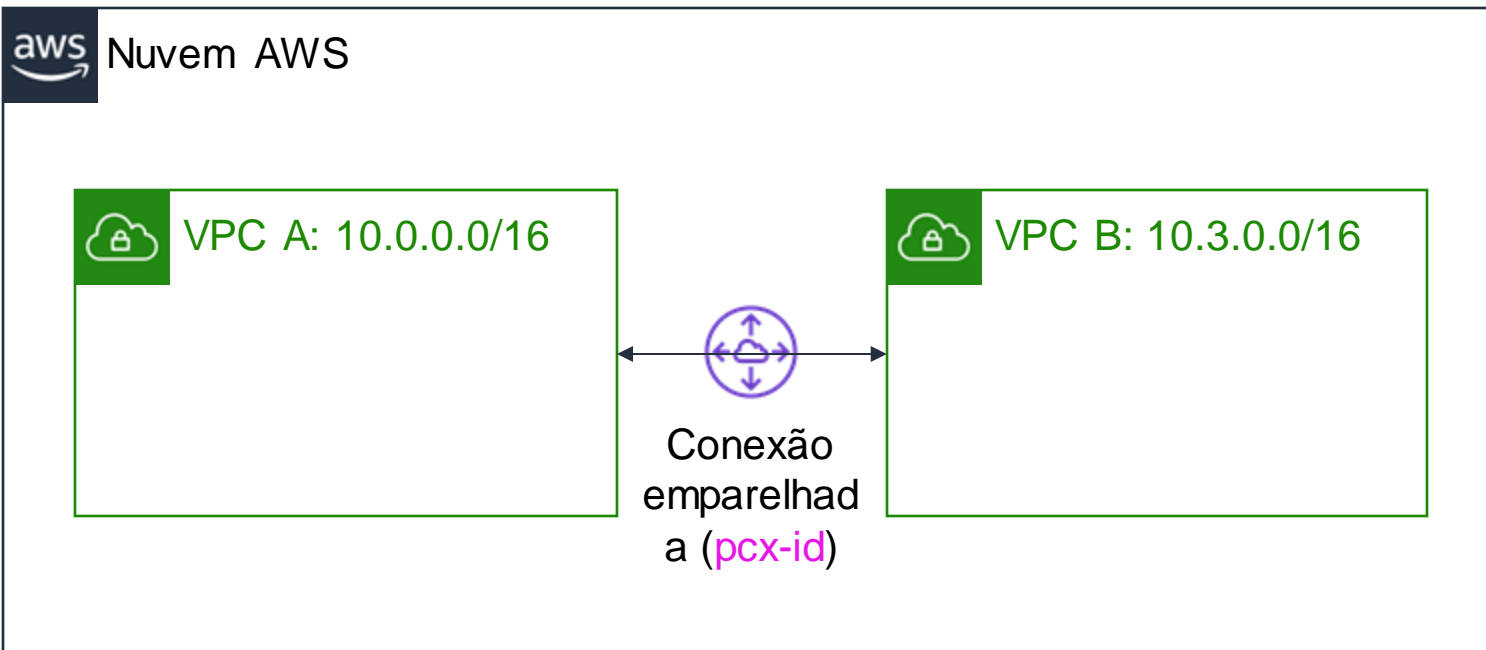 aws
Nuvem AWS
VPC A: 10.0.0.0/16
VPC B: 10.3.0.0/16
Conexão
emparelhad
a (pcx-id)